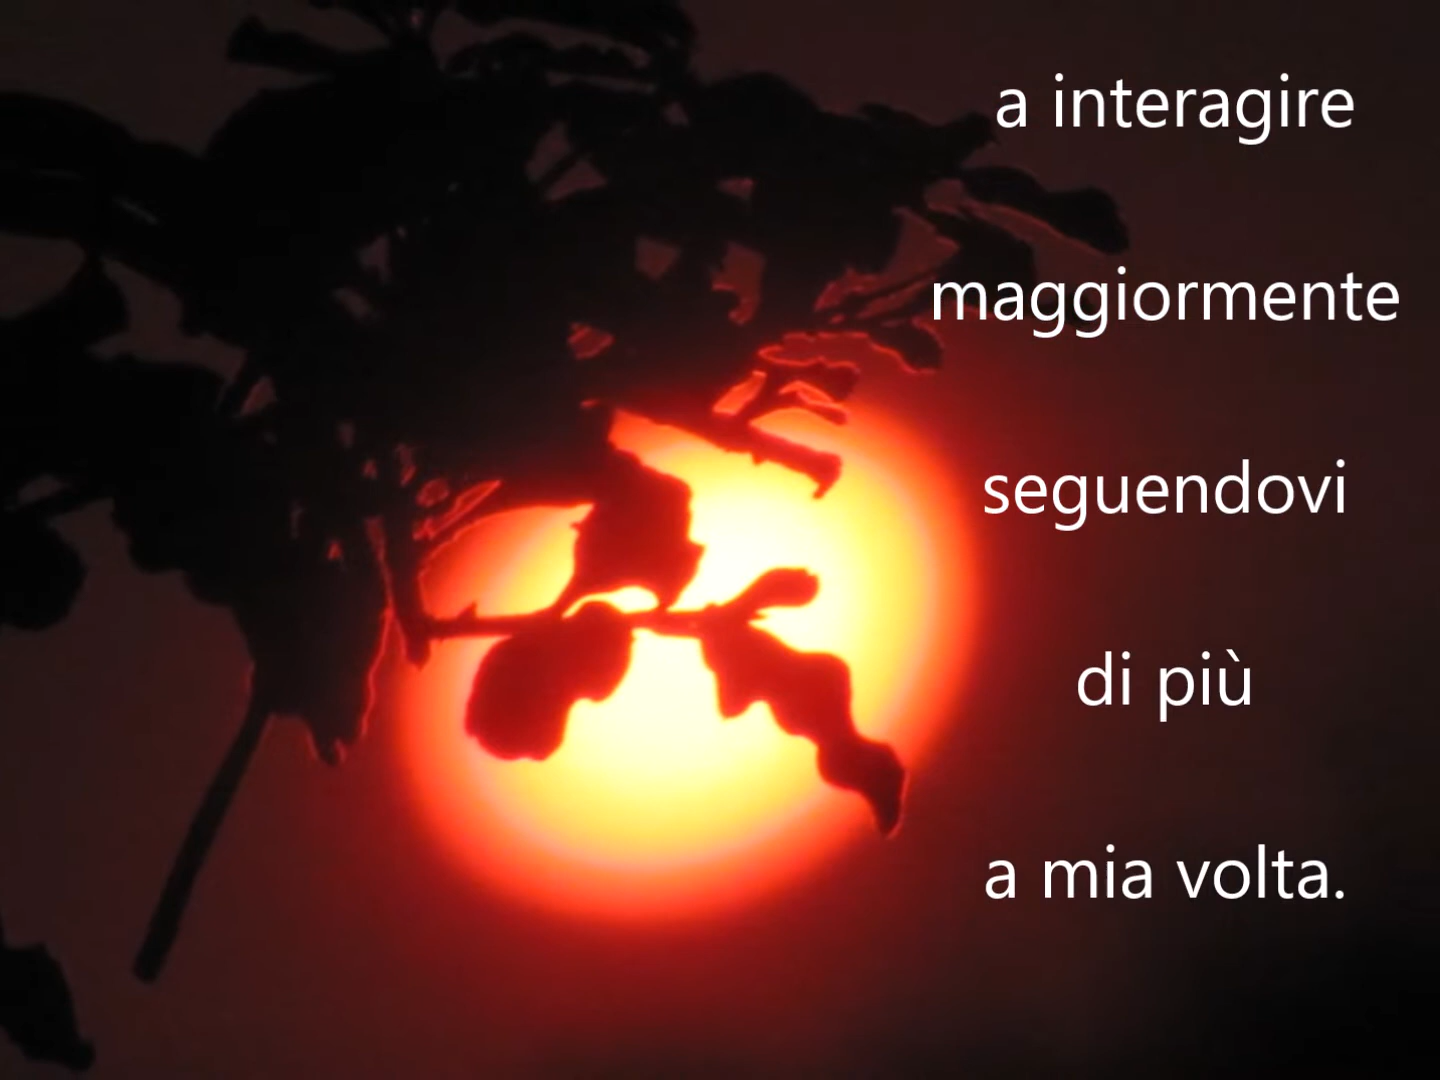 a interagire
maggiormente
seguendovi
di più
a mia volta.